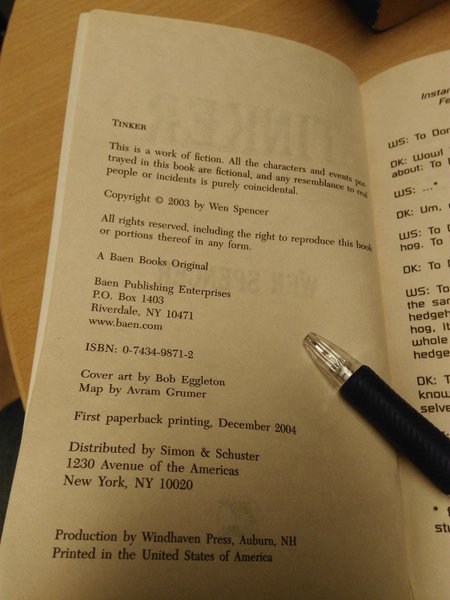 TINKER
This is a work of fiction. All the characters and events por-
trayed in this book are fictional, and any resemblance to real
people or incidents is purely coincidental.
Copyright © 2003 by Wen Spencer
All rights reserved, including the right to reproduce this book
or portions thereof in any form.
A Baen Books Original
Baen Publishing Enterprises
P.O. Box 1403
Riverdale, NY 10471
www.baen.com
ISBN: 0-7434-9871-2
Cover art by Bob Eggleton
Map by Avram Grumer
First paperback printing, December 2004
Distributed by Simon & Schuster
1230 Avenue of the Americas
New York, NY 10020
Production by Windhaven Press, Auburn, NH
Printed in the United States of America
Instan
Fe
WS: To Don
DK: Wow!
about: To
WS: ...*
DK: Um,
WS: To
hog. To
DK: To
WS: To
the sa
hedgeh
hog, it
whole
hedge
DK: T
know
selve
*
st